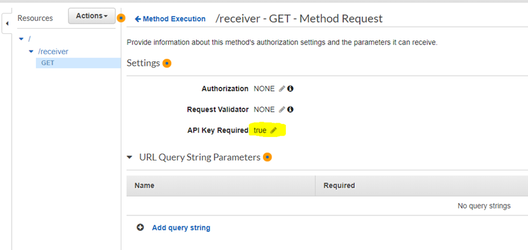 Resources
Actions
Method Execution
/receiver - GET - Method Request
/
/receiver
GET
Provide information about this method's authorization settings and the parameters it can receive.
Settings
Authorization NONE
Request Validator NONE
API Key Required true
URL Query String Parameters
Name Required
No query strings
Add query string